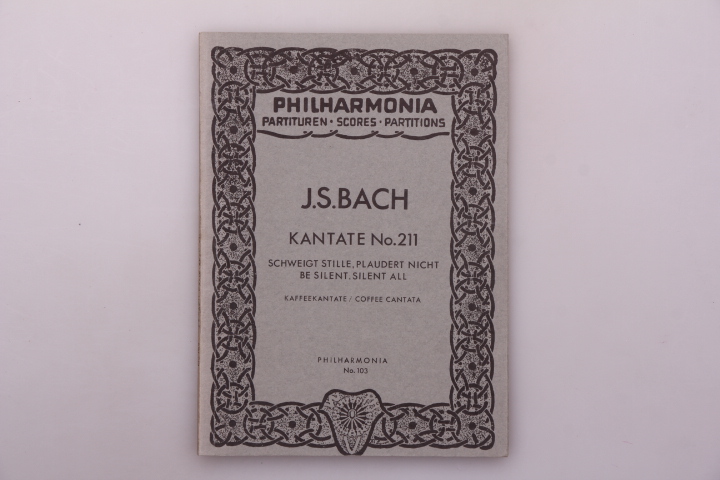 PHILHARMONIA
PARTITUREN • SCORES • PARTITIONS
J.S.BACH
KANTATE No.211
SCHWEIGT STILLE, PLAUDERT NICHT
BE SILENT, SILENT ALL
KAFFEEKANTATE / COFFEE CANTATA
PHILHARMONIA
No. 103